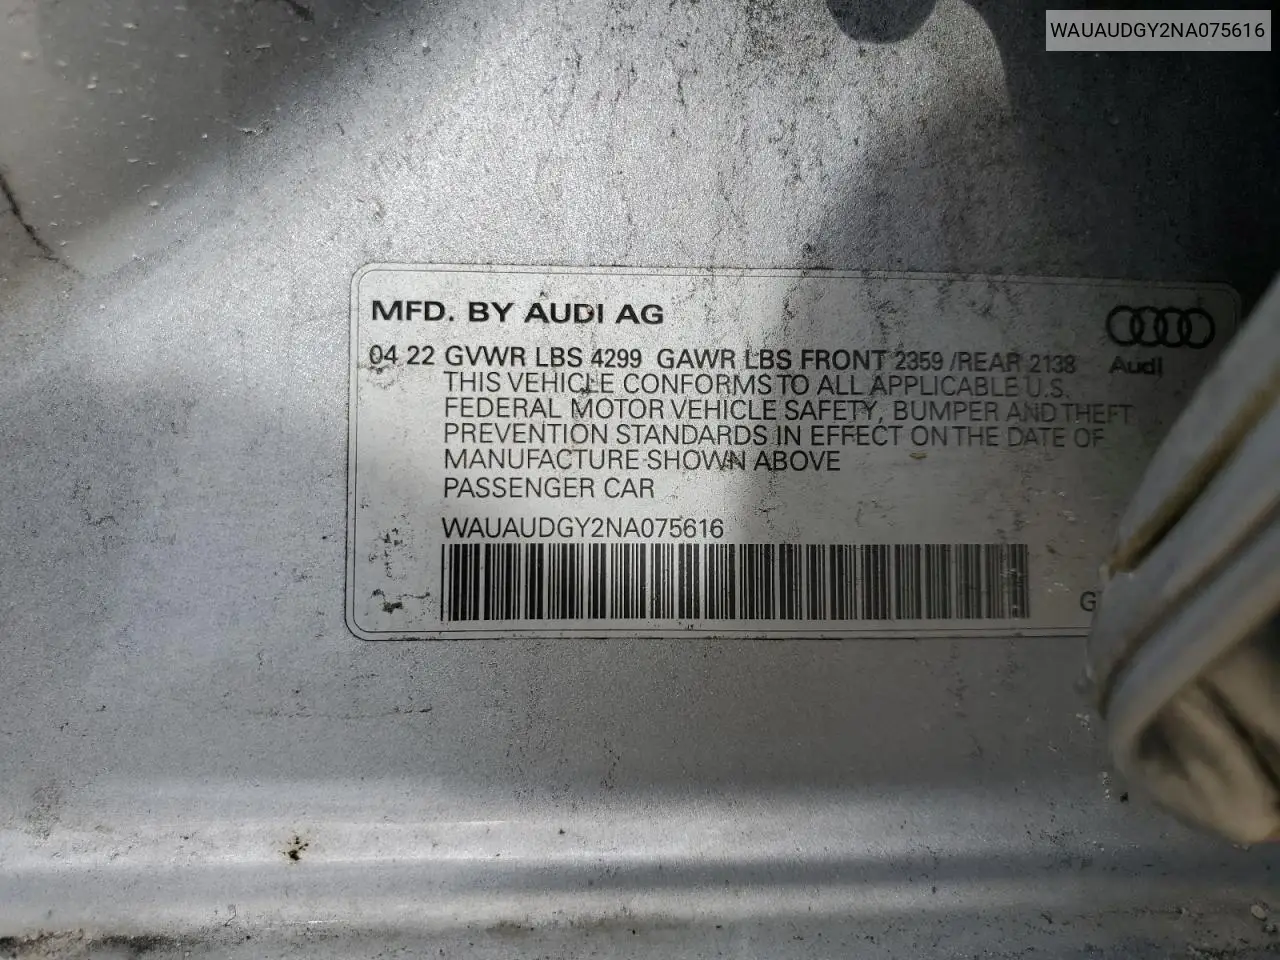 WAUAUDGY2NA075616
MFD. BY AUDI AG
04 22 GVWR LBS 4299 GAWR LBS FRONT 2359 /REAR 2138
Audi
THIS VEHICLE CONFORMS TO ALL APPLICABLE U.S.
FEDERAL MOTOR VEHICLE SAFETY, BUMPER AND THEFT
PREVENTION STANDARDS IN EFFECT ON THE DATE OF
MANUFACTURE SHOWN ABOVE
PASSENGER CAR
WAUAUDGY2NA075616